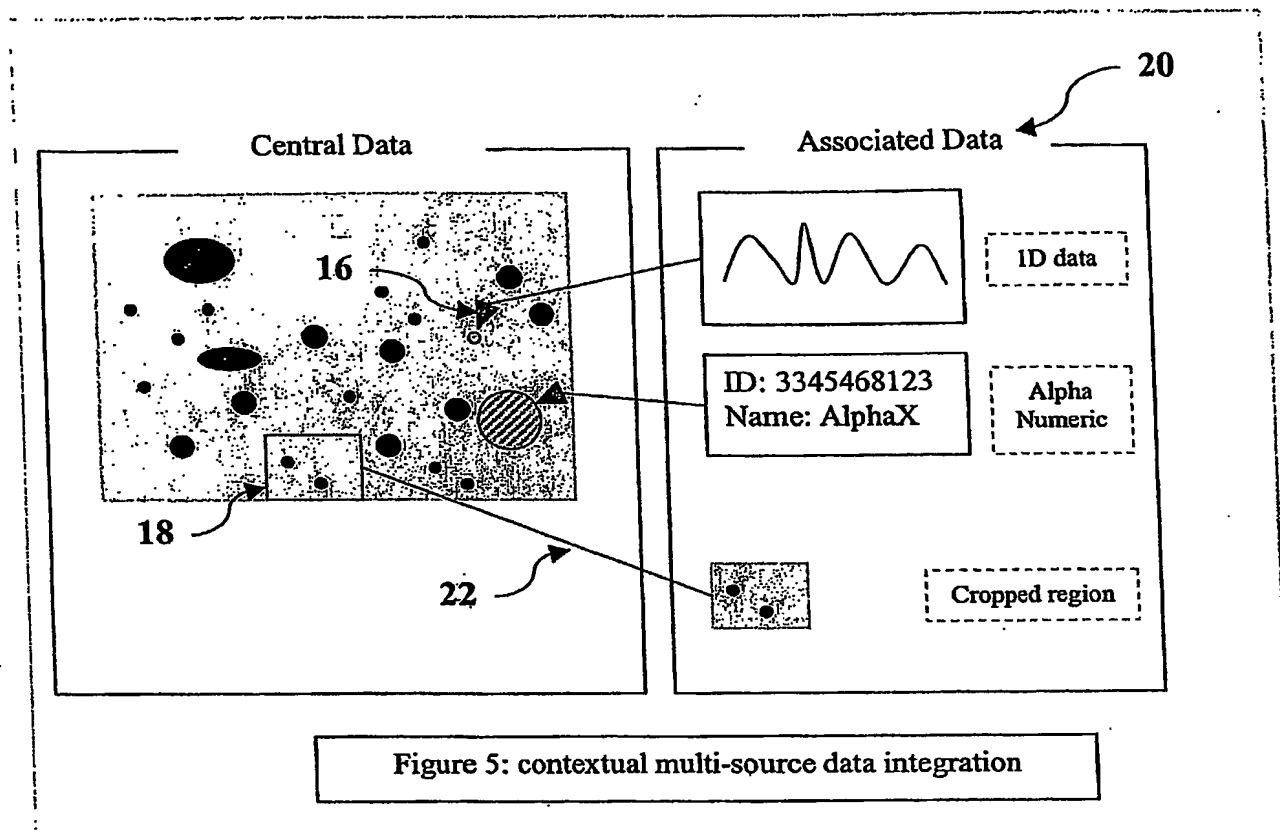 20
Central Data
Associated Data
16
1D data
ID: 3345468123
Name: AlphaX
Alpha
Numeric
18
22
Cropped region
Figure 5: contextual multi-source data integration